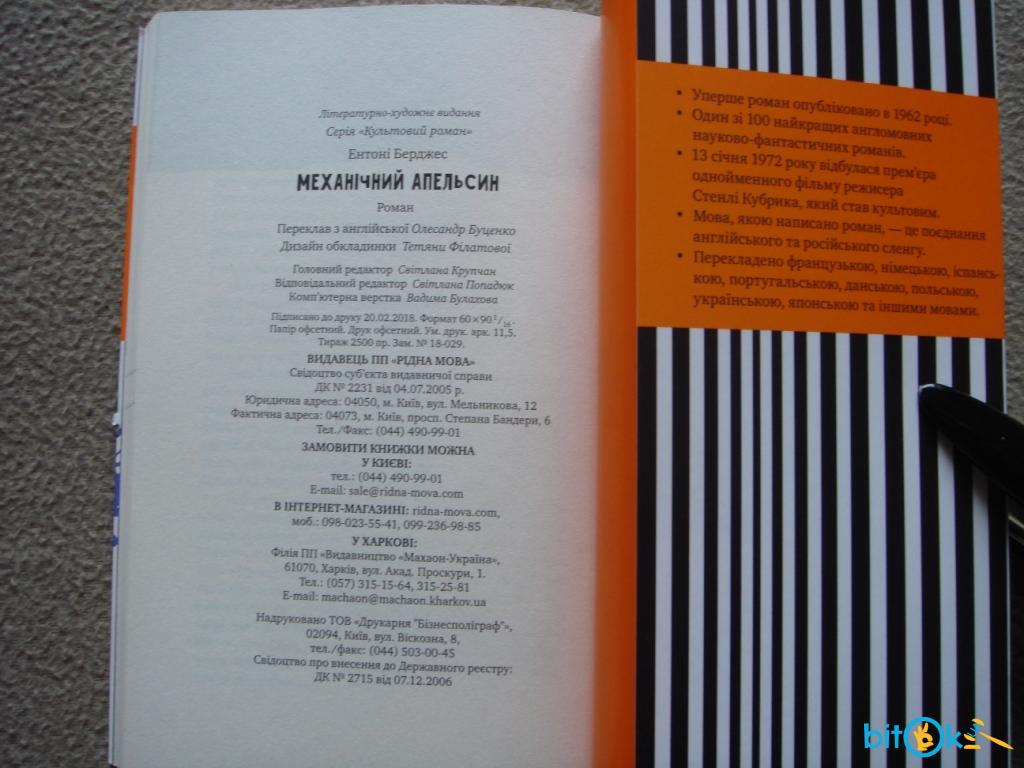 Літературно-художнє видання
Серія «Культовий роман»
Ентоні Берджес
МЕХАНІЧНИЙ АПЕЛЬСИН
Роман
Переклав з англійської Олександр Буценко
Дизайн обкладинки Тетяни Філатової
Головний редактор Світлана Крупчан
Відповідальний редактор Світлана Попадюк
Комп'ютерна верстка Вадима Булахова
Підписано до друку 20.02.2018. Формат 60×90 1/16.
Папір офсетний. Друк офсетний. Ум. друк. арк. 11,5.
Тираж 2500 пр. Зам. № 18-029.
ВИДАВЕЦЬ ПП «РІДНА МОВА»
Свідоцтво суб'єкта видавничої справи
ДК № 2231 від 04.07.2005 р.
Юридична адреса: 04050, м. Київ, вул. Мельникова, 12
Фактична адреса: 04073, м. Київ, просп. Степана Бандери, 6
Тел./Факс: (044) 490-99-01
ЗАМОВИТИ КНИЖКИ МОЖНА
У КИЄВІ:
тел.: (044) 490-99-01
E-mail: sale@ridna-mova.com
В ІНТЕРНЕТ-МАГАЗИНІ: ridna-mova.com,
моб.: 098-023-55-41, 099-236-98-85
У ХАРКОВІ:
Філія ПП «Видавництво «Махаон-Україна»,
61070, Харків, вул. Акад. Проскури, 1.
Тел.: (057) 315-15-64, 315-25-81
E-mail: machaon@machaon.kharkov.ua
Надруковано ТОВ «Друкарня "Бізнесполіграф"»,
02094, Київ, вул. Віскозна, 8,
тел./факс: (044) 503-00-45
Свідоцтво про внесення до Державного реєстру:
ДК № 2715 від 07.12.2006
• Уперше роман опубліковано в 1962 році.
• Один зі 100 найкращих англомовних
науково-фантастичних романів.
• 13 січня 1972 року відбулася прем'єра
однойменного фільму режисера
Стенлі Кубрика, який став культовим.
• Мова, якою написано роман, — це поєднання
англійського та російського сленгу.
• Перекладено французькою, німецькою, іспансь-
кою, португальською, данською, польською,
українською, японською та іншими мовами.
bitOk